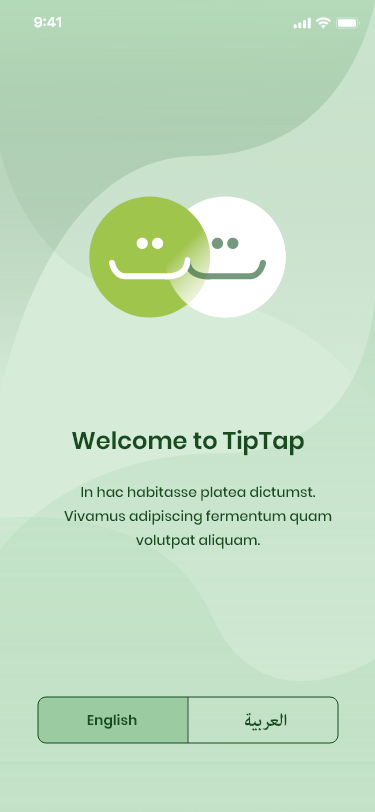 9:41
Welcome to TipTap
In hac habitasse platea dictumst.
Vivamus adipiscing fermentum quam
volutpat aliquam.
English
العربية